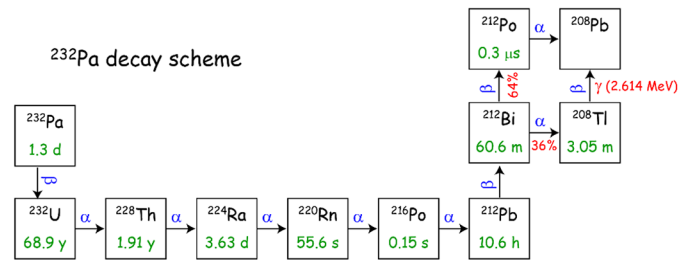 ²³²Pa decay scheme
²¹²Po
0.3 μs
α
²⁰⁸Pb
β
64%
β
γ (2.614 MeV)
²³²Pa
1.3 d
²¹²Bi
60.6 m
α
36%
²⁰⁸Tl
3.05 m
β
β
²³²U
68.9 y
α
²²⁸Th
1.91 y
α
²²⁴Ra
3.63 d
α
²²⁰Rn
55.6 s
α
²¹⁶Po
0.15 s
α
²¹²Pb
10.6 h